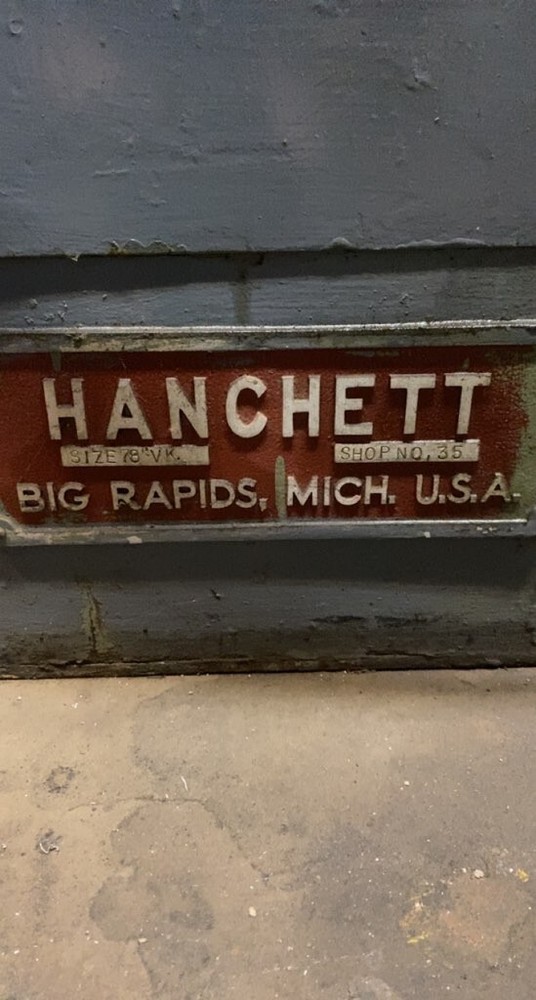 HANCHETT
SIZE 78"VK. SHOP NO, 35
BIG RAPIDS, MICH. U.S.A.